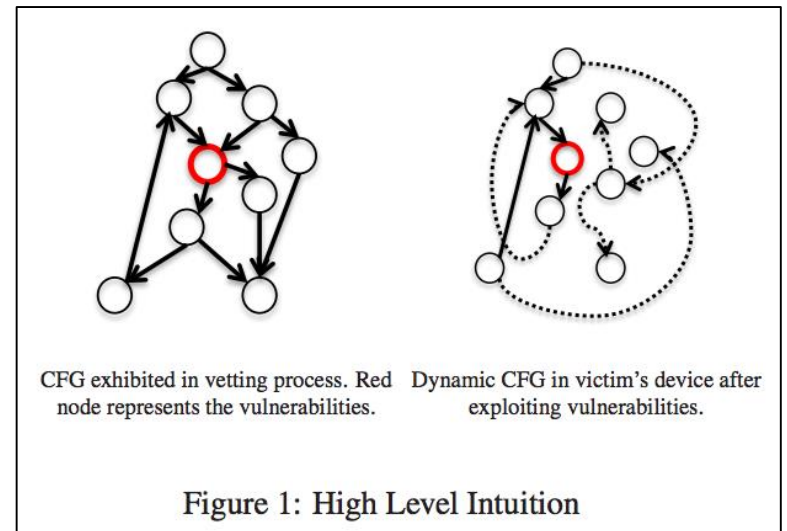 CFG exhibited in vetting process. Red
node represents the vulnerabilities.
Dynamic CFG in victim's device after
exploiting vulnerabilities.
Figure 1: High Level Intuition